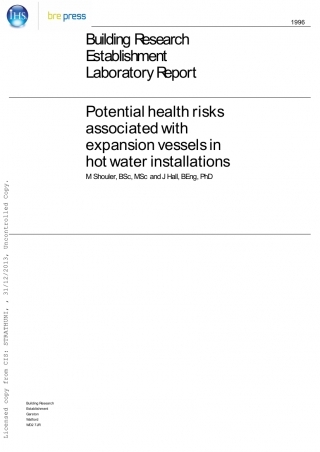 IHS
bre press
1996
Building Research
Establishment
Laboratory Report
Potential health risks
associated with
expansion vessels in
hot water installations
M Shouler, BSc, MSc and J Hall, BEng, PhD
Licensed copy from CIS: STRATHUNI, , 31/12/2013, Uncontrolled Copy.
Building Research
Establishment
Garston
Watford
WD2 7JR